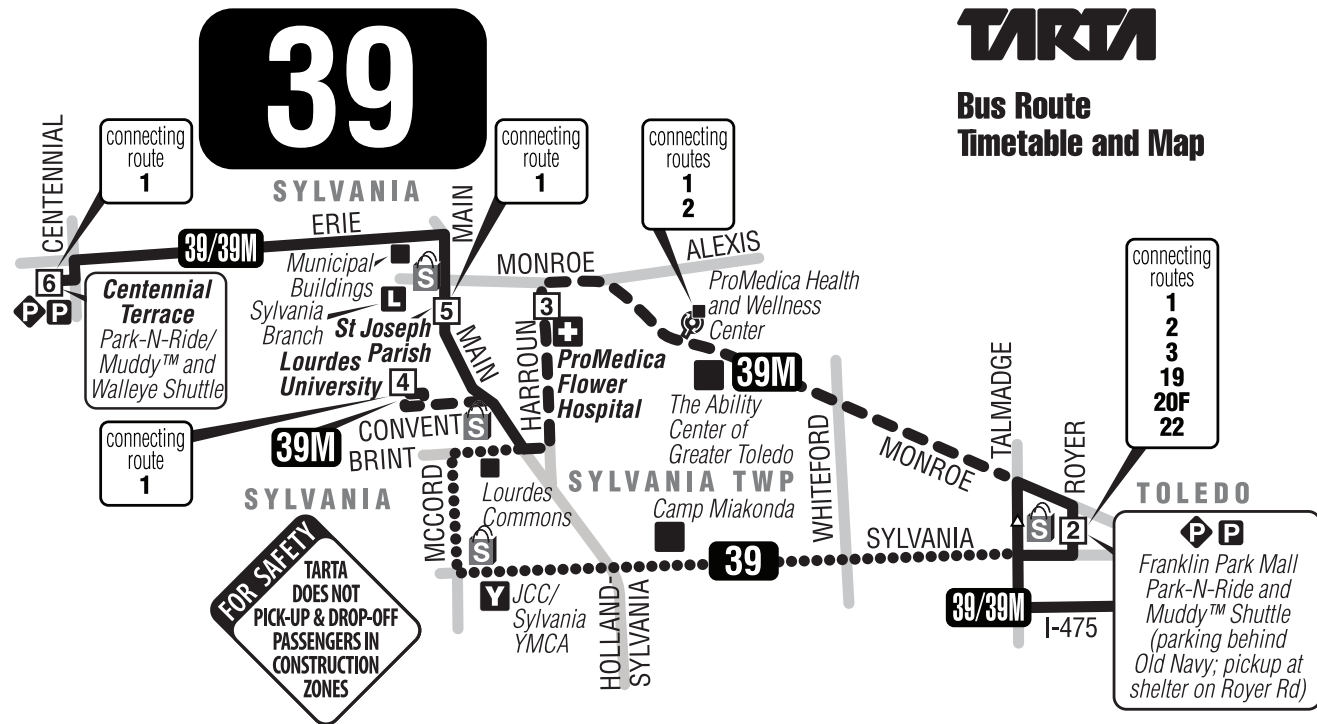 39
TARTA
Bus Route
Timetable and Map
CENTENNIAL
connecting
route
1
SYLVANIA
ERIE
MAIN
connecting
route
1
connecting
routes
1
2
39/39M
Municipal
Buildings
S
MONROE
ALEXIS
ProMedica Health
and Wellness
Center
6
P P
Centennial
Terrace
Park-N-Ride/
Muddy™ and
Walleye Shuttle
Sylvania
Branch
L
St Joseph
Parish
5
Lourdes
University
4
MAIN
3
HARROUN
ProMedica
Flower
Hospital
39M
The Ability
Center of
Greater Toledo
connecting
routes
1
2
3
19
20F
22
connecting
route
1
39M
CONVENT
S
BRINT
SYLVANIA
MCCORD
Lourdes
Commons
S
SYLVANIA TWP
Camp Miakonda
WHITEFORD
MONROE
TALMADGE
ROYER
TOLEDO
S
2
SYLVANIA
39
Y
JCC/
Sylvania
YMCA
HOLLAND-
SYLVANIA
39/39M
I-475
P P
Franklin Park Mall
Park-N-Ride and
Muddy™ Shuttle
(parking behind
Old Navy; pickup at
shelter on Royer Rd)
FOR SAFETY
TARTA
DOES NOT
PICK-UP & DROP-OFF
PASSENGERS IN
CONSTRUCTION
ZONES